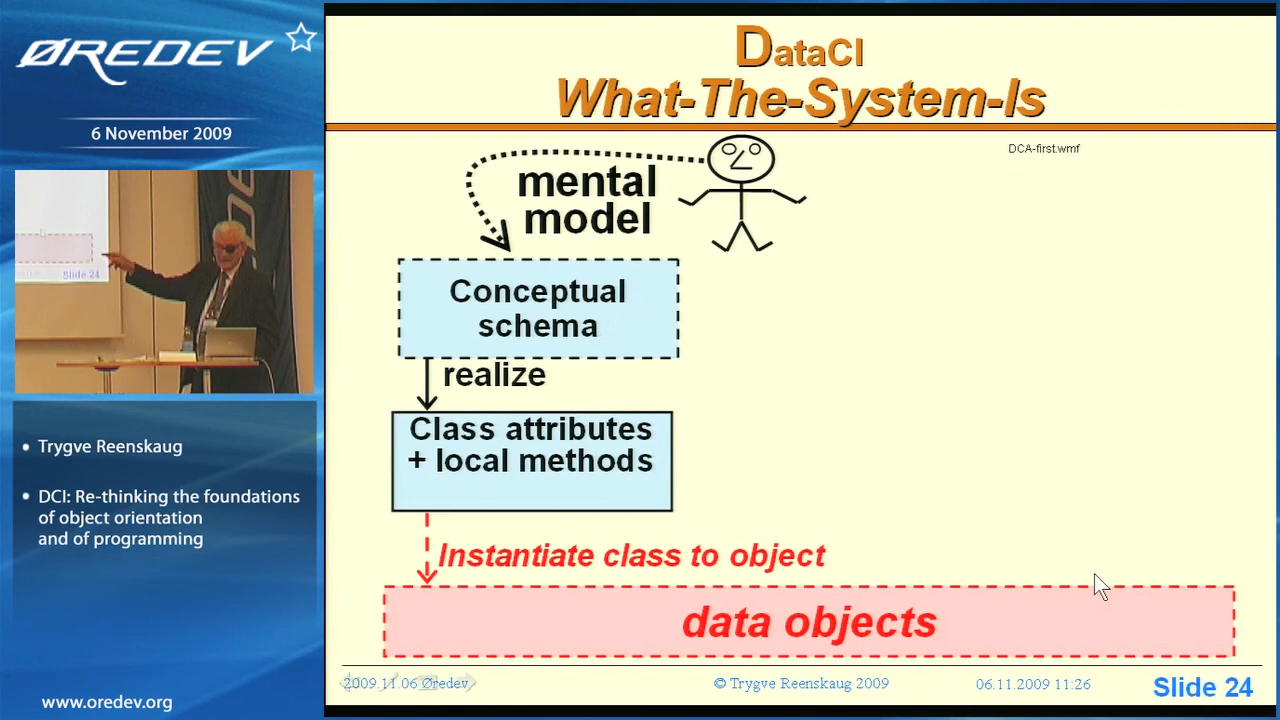 ØREDEV
6 November 2009
Slide 24
Trygve Reenskaug
DCI: Re-thinking the foundations
of object orientation
and of programming
www.oredev.org
DataCI
What-The-System-Is
DCA-first.wmf
mental
model
Conceptual
schema
realize
Class attributes
+ local methods
Instantiate class to object
data objects
2009.11.06 Øredev
© Trygve Reenskaug 2009
06.11.2009 11:26
Slide 24